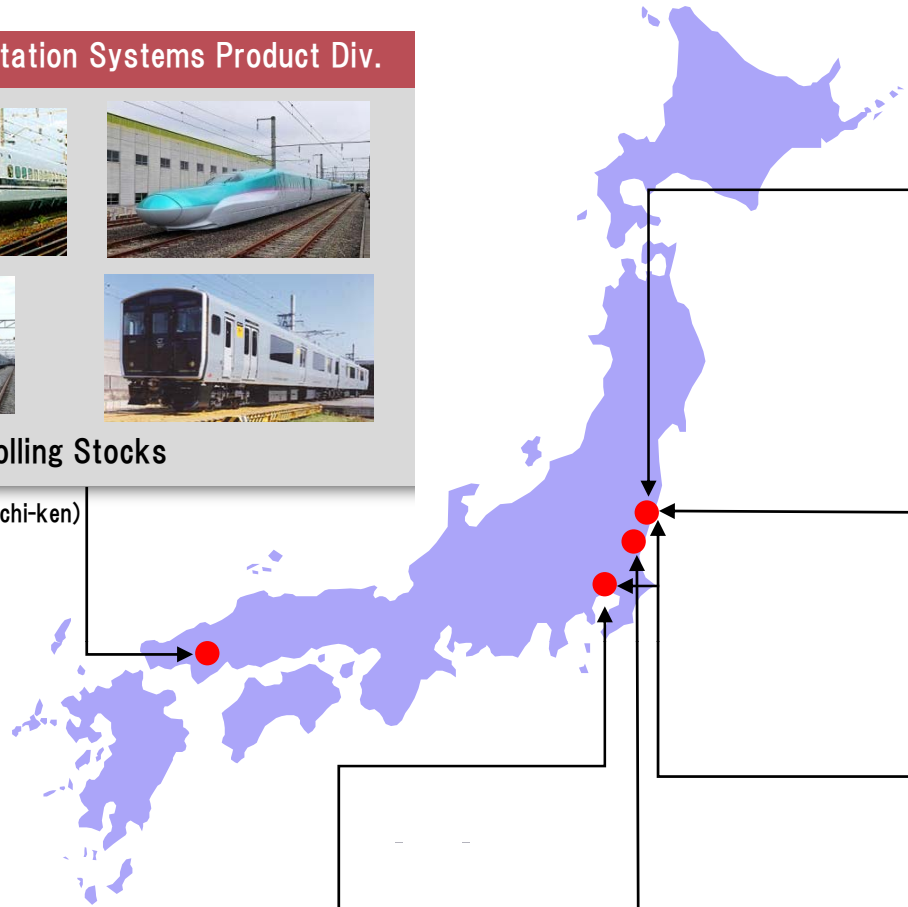 tation Systems Product Div.
olling Stocks
chi-ken)